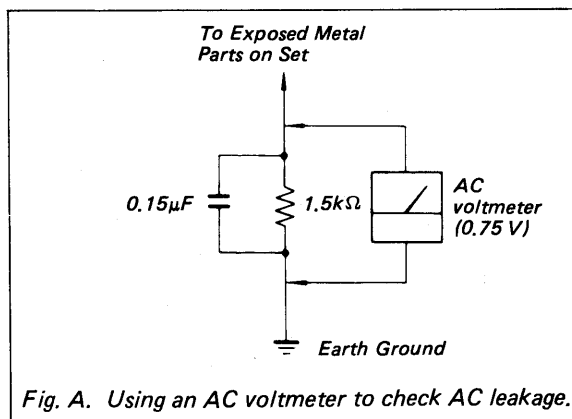 To Exposed Metal
Parts on Set
0.15µF
1.5kΩ
AC
voltmeter
(0.75 V)
Earth Ground
Fig. A. Using an AC voltmeter to check AC leakage.